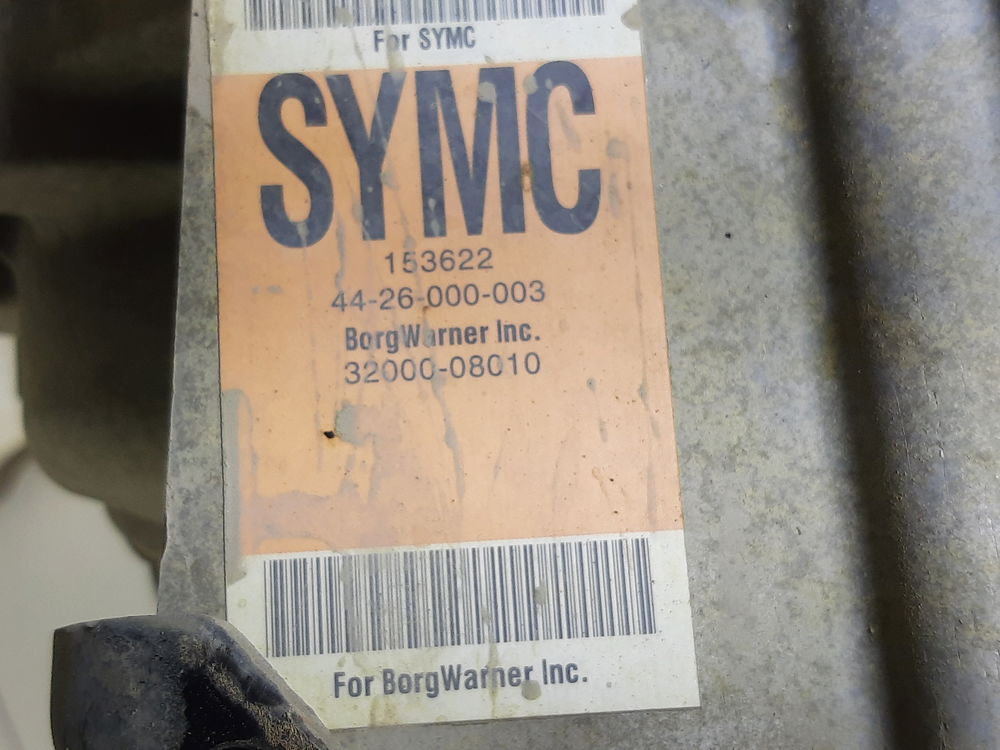 For SYMC
SYMC
153622
44-26-000-003
BorgWarner Inc.
32000-08010
For BorgWarner Inc.